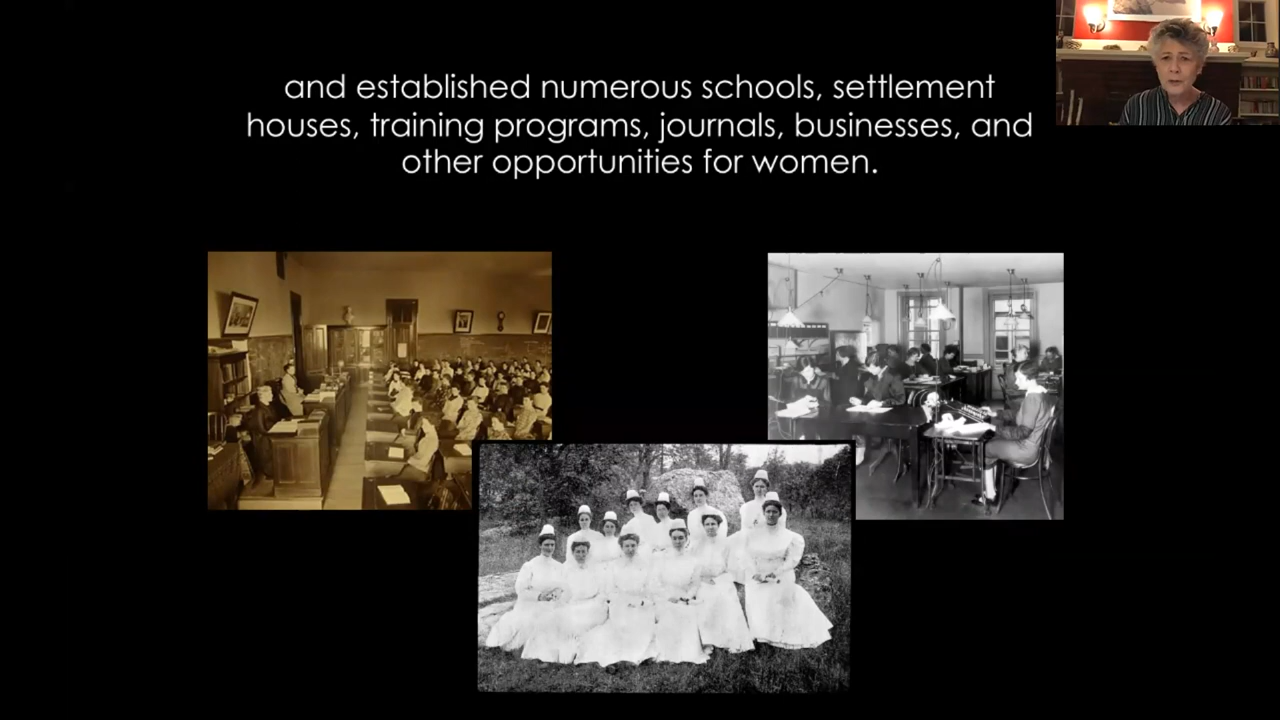 and established numerous schools, settlement
houses, training programs, journals, businesses, and
other opportunities for women.